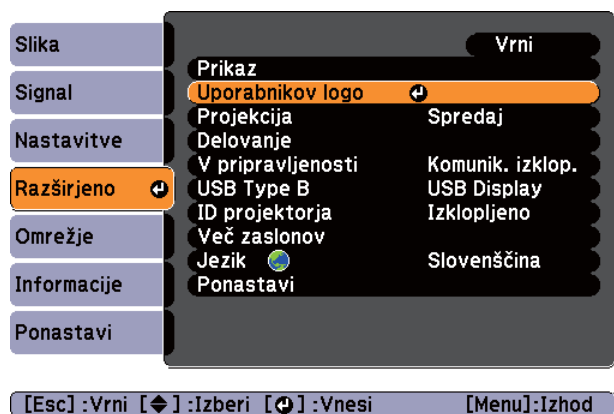 Slika
Signal
Nastavitve
Razširjeno
Omrežje
Informacije
Ponastavi
Vrni
Prikaz
Uporabnikov logo
Projekcija Spredaj
Delovanje
V pripravljenosti Komunik. izklop.
USB Type B USB Display
ID projektorja Izklopljeno
Več zaslonov
Jezik Slovenščina
Ponastavi
[Esc] :Vrni [◆] :Izberi [↵] :Vnesi [Menu]:Izhod